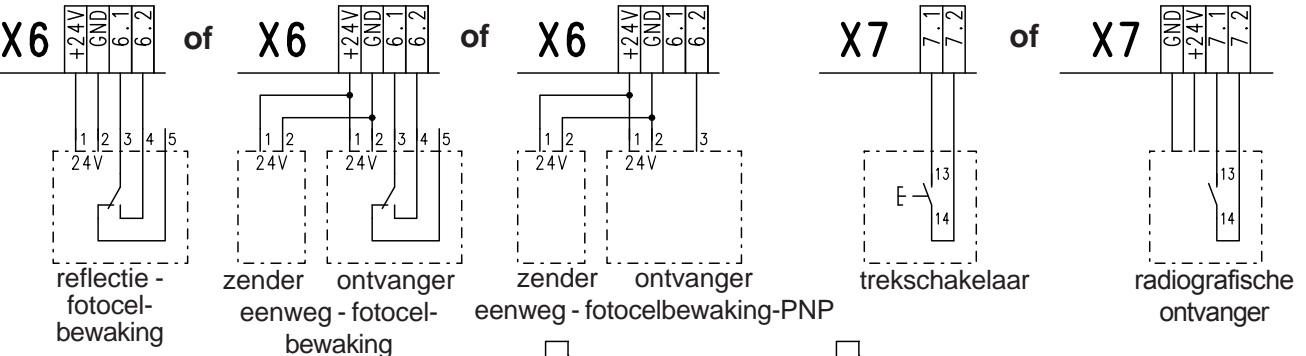 X6 +24V GND 6.1 6.2 of X6 +24V GND 6.1 6.2 of X6 +24V GND 6.1 6.2 X7 7.1 7.2 of X7 GND +24V 7.1 7.2
1 2 3 4 5 1 2 1 2 3 4 5 1 2 1 2 3
24V 24V 24V 24V 24V
13 13
14 14
reflectie - zender ontvanger zender ontvanger trekschakelaar radiografische
fotocel- eenweg - fotocel- eenweg - fotocelbewaking-PNP ontvanger
bewaking bewaking